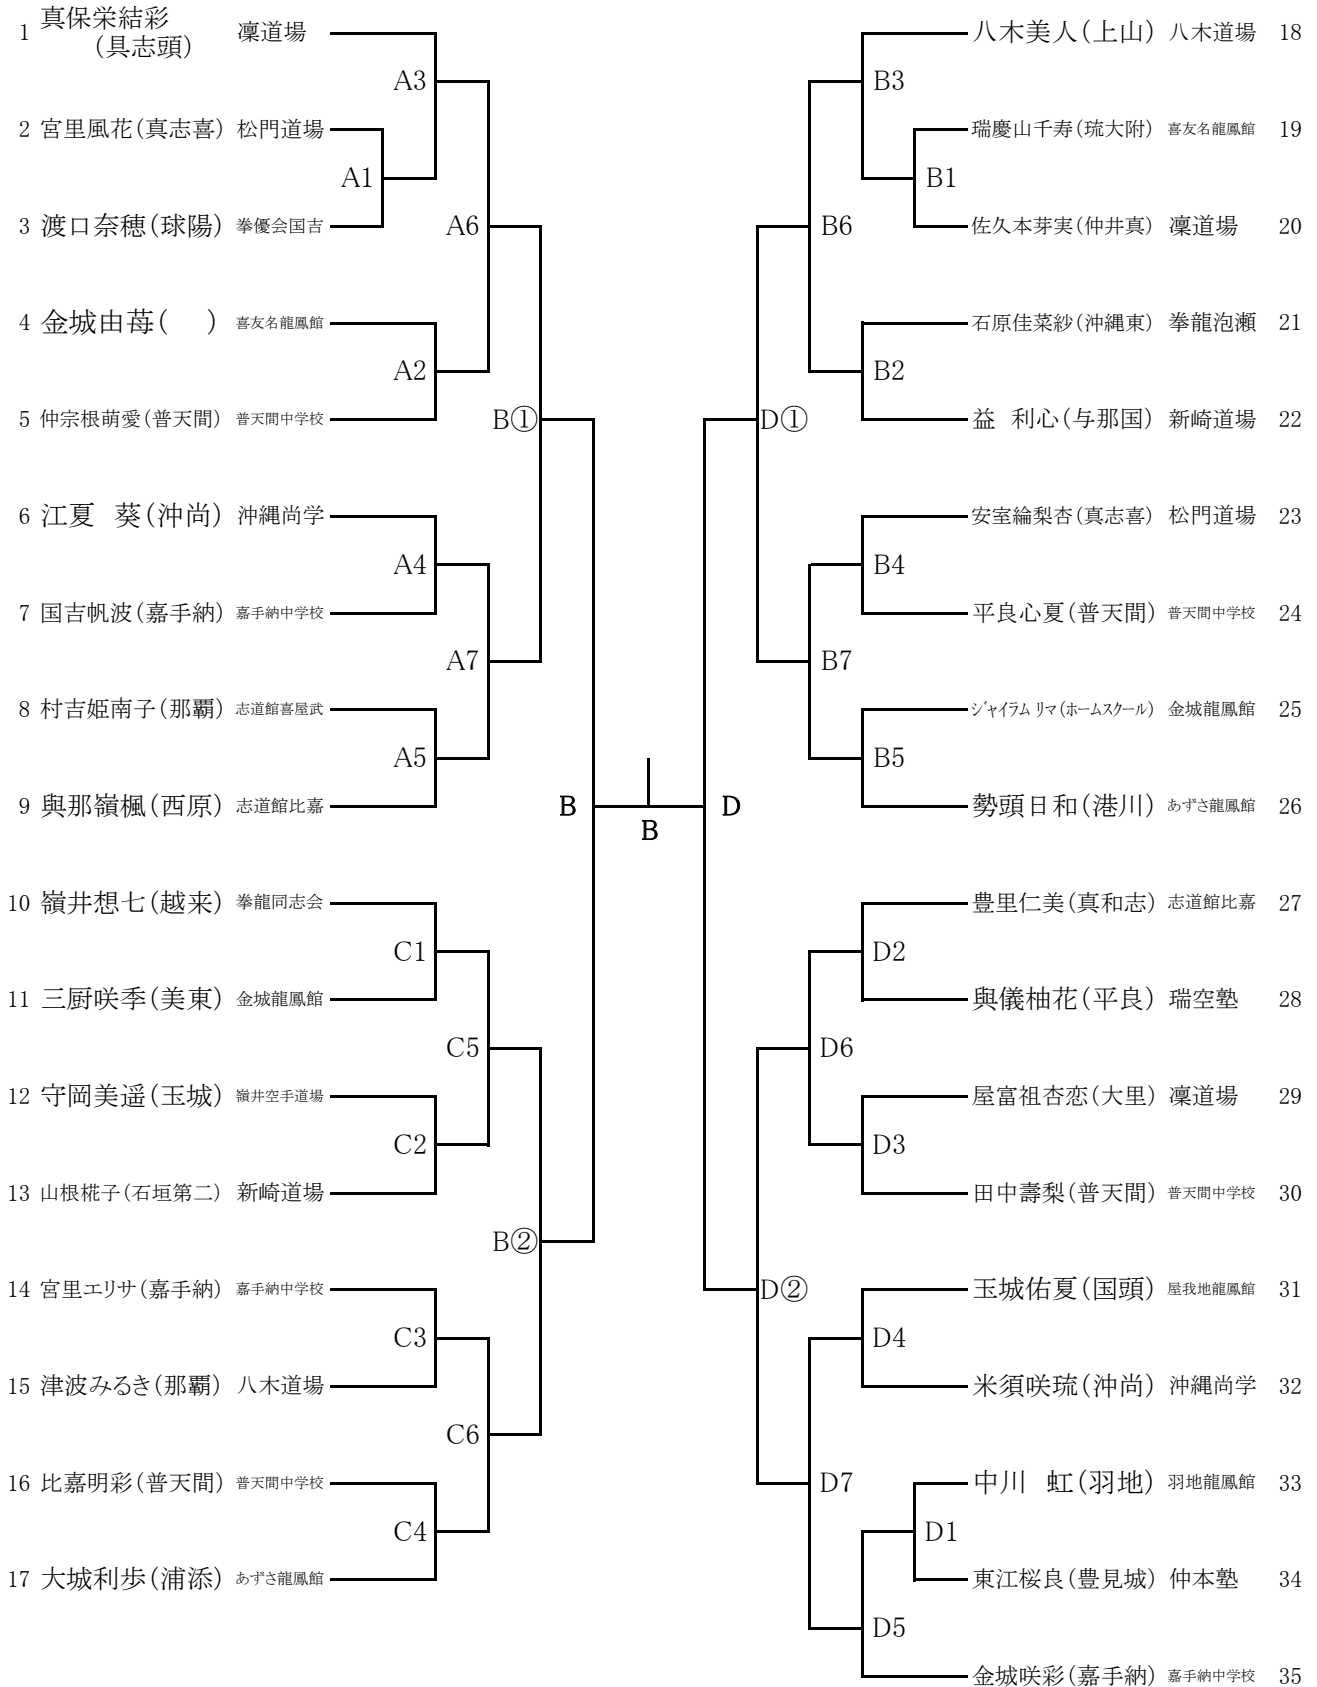 1 真保栄結彩
(具志頭) 凜道場
2 宮里風花(真志喜) 松門道場
3 渡口奈穂(球陽) 拳優会国吉
4 金城由苺( ) 喜友名龍鳳館
5 仲宗根萌愛(普天間) 普天間中学校
6 江夏 葵(沖尚) 沖縄尚学
7 国吉帆波(嘉手納) 嘉手納中学校
8 村吉姫南子(那覇) 志道館喜屋武
9 與那嶺楓(西原) 志道館比嘉
10 嶺井想七(越来) 拳龍同志会
11 三厨咲季(美東) 金城龍鳳館
12 守岡美遥(玉城) 嶺井空手道場
13 山根椛子(石垣第二) 新崎道場
14 宮里エリサ(嘉手納) 嘉手納中学校
15 津波みるき(那覇) 八木道場
16 比嘉明彩(普天間) 普天間中学校
17 大城利歩(浦添) あずさ龍鳳館
A3
A1
A6
A2
B①
A4
A7
A5
B
C1
C5
C2
B②
C3
C6
C4
B
八木美人(上山) 八木道場 18
瑞慶山千寿(琉大附) 喜友名龍鳳館 19
佐久本芽実(仲井真) 凜道場 20
石原佳菜紗(沖縄東) 拳龍泡瀬 21
益 利心(与那国) 新崎道場 22
安室綸梨杏(真志喜) 松門道場 23
平良心夏(普天間) 普天間中学校 24
ジャイラム リマ(ホームスクール) 金城龍鳳館 25
勢頭日和(港川) あずさ龍鳳館 26
豊里仁美(真和志) 志道館比嘉 27
與儀柚花(平良) 瑞空塾 28
屋富祖杏恋(大里) 凜道場 29
田中壽梨(普天間) 普天間中学校 30
玉城佑夏(国頭) 屋我地龍鳳館 31
米須咲琉(沖尚) 沖縄尚学 32
中川 虹(羽地) 羽地龍鳳館 33
東江桜良(豊見城) 仲本塾 34
金城咲彩(嘉手納) 嘉手納中学校 35
B3
B1
B6
B2
D①
B4
B7
B5
D
D2
D6
D3
D②
D4
D7
D1
D5